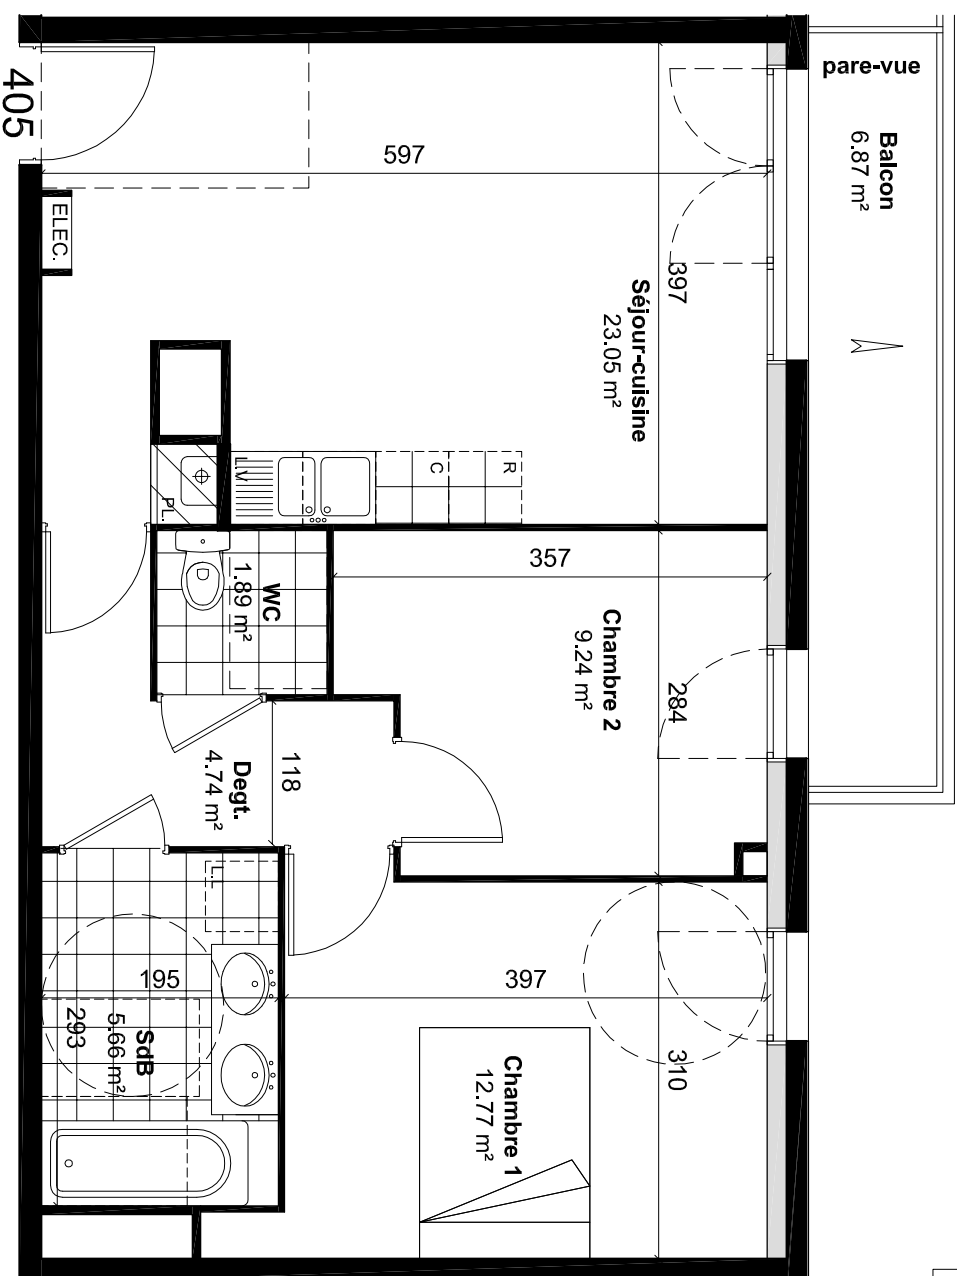 405
pare-vue
Balcon
6.87 m²
597
397
ELEC.
Séjour-cuisine
23.05 m²
L.V
C
R
PL.
357
WC
1.89 m²
Chambre 2
9.24 m²
284
118
Degt.
4.74 m²
L.L
195
397
293
SdB
5.66 m²
310
Chambre 1
12.77 m²